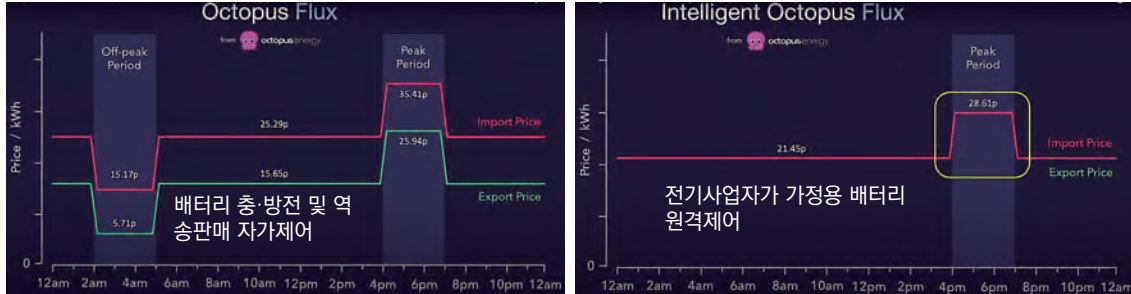 Octopus Flux
from octopusenergy
Off-peak
Period
Peak
Period
35.41p
25.29p
Import Price
25.94p
15.17p
15.65p
Export Price
5.71p
배터리 충·방전 및 역
송판매 자가제어
Price / kWh
0
12am 2am 4am 6am 8am 10am 12pm 2pm 4pm 6pm 8pm 10pm 12am
Intelligent Octopus Flux
from octopusenergy
Peak
Period
28.61p
21.45p
Import Price
Export Price
전기사업자가 가정용 배터리
원격제어
Price / kWh
0
12am 2am 4am 6am 8am 10am 12pm 2pm 4pm 6pm 8pm 10pm 12am